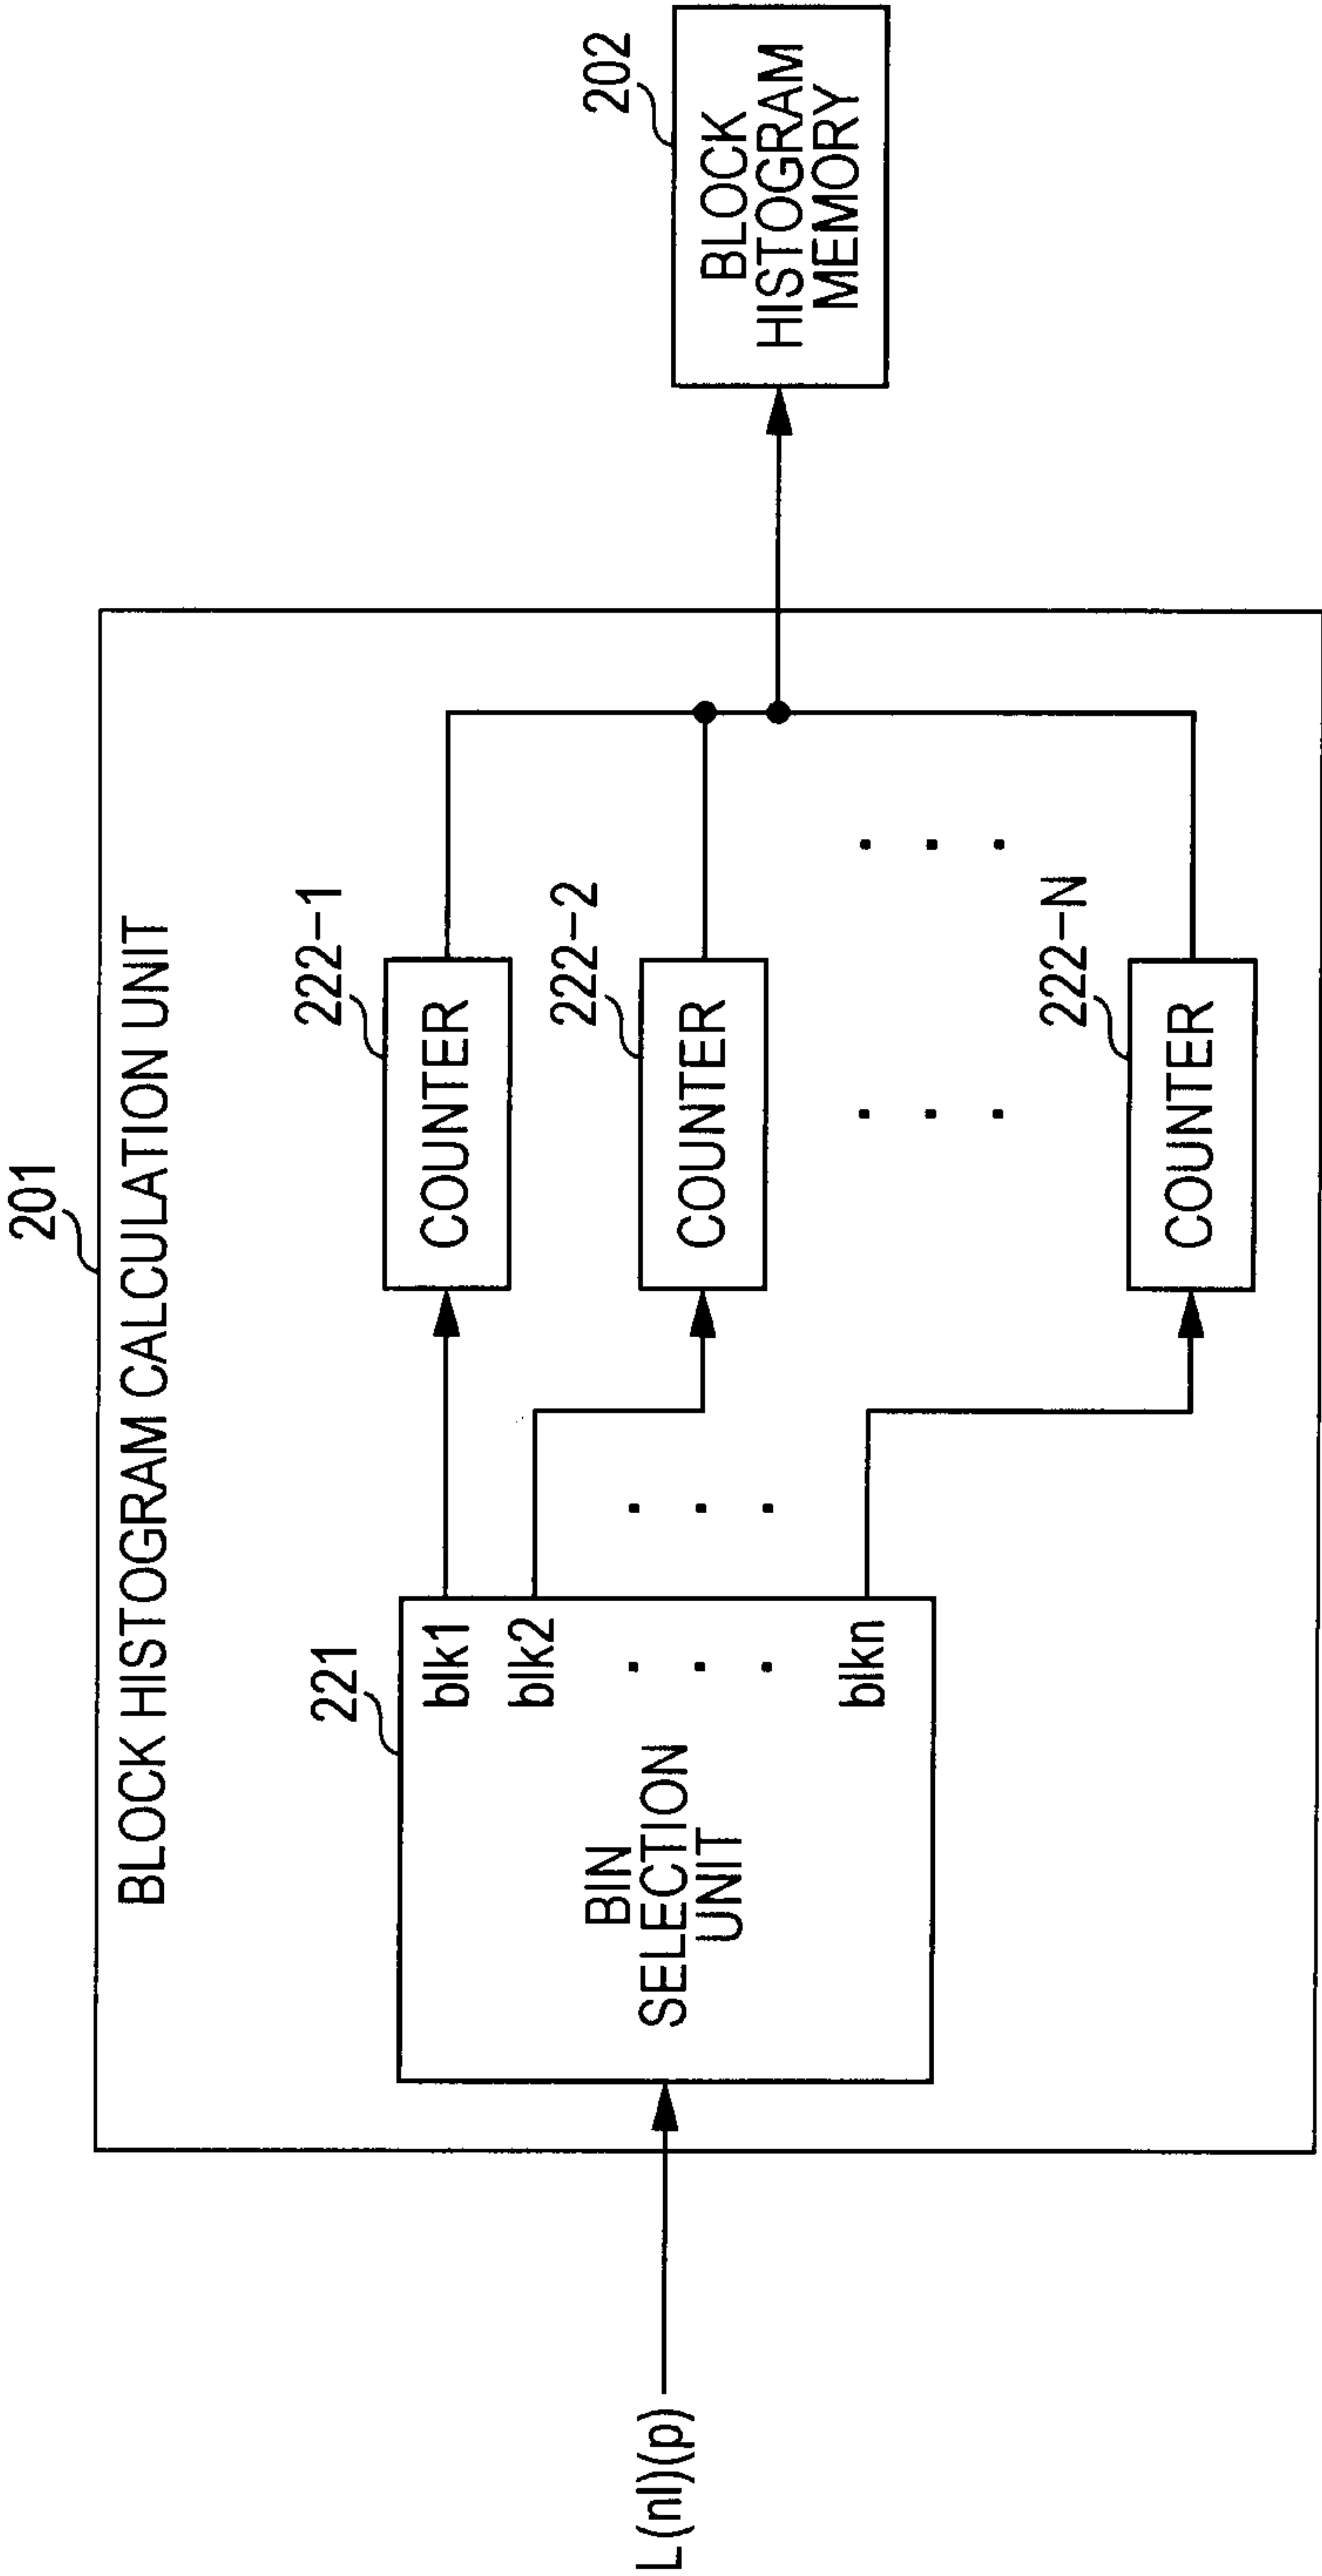 201
BLOCK HISTOGRAM CALCULATION UNIT
L(nl)(p)
221
BIN
SELECTION
UNIT
blk1
blk2
blkn
222-1
COUNTER
222-2
COUNTER
222-N
COUNTER
202
BLOCK
HISTOGRAM
MEMORY